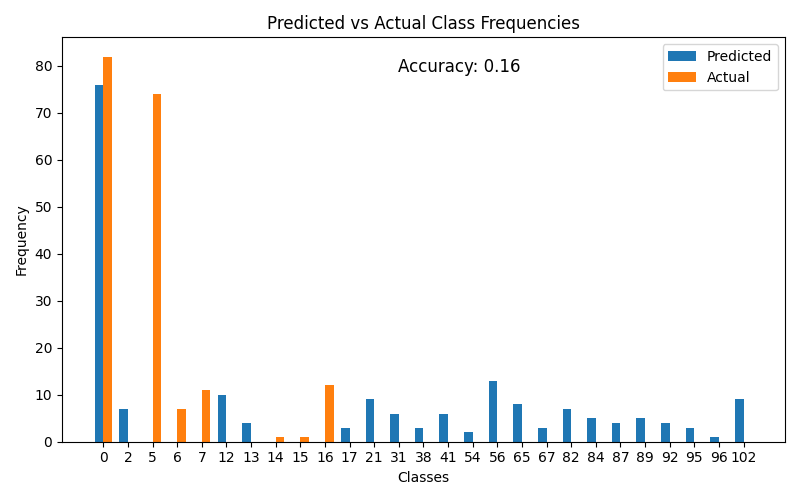 Predicted vs Actual Class Frequencies
Accuracy: 0.16
Predicted
Actual
Frequency
80
70
60
50
40
30
20
10
0
0 2 5 6 7 12 13 14 15 16 17 21 31 38 41 54 56 65 67 82 84 87 89 92 95 96 102
Classes